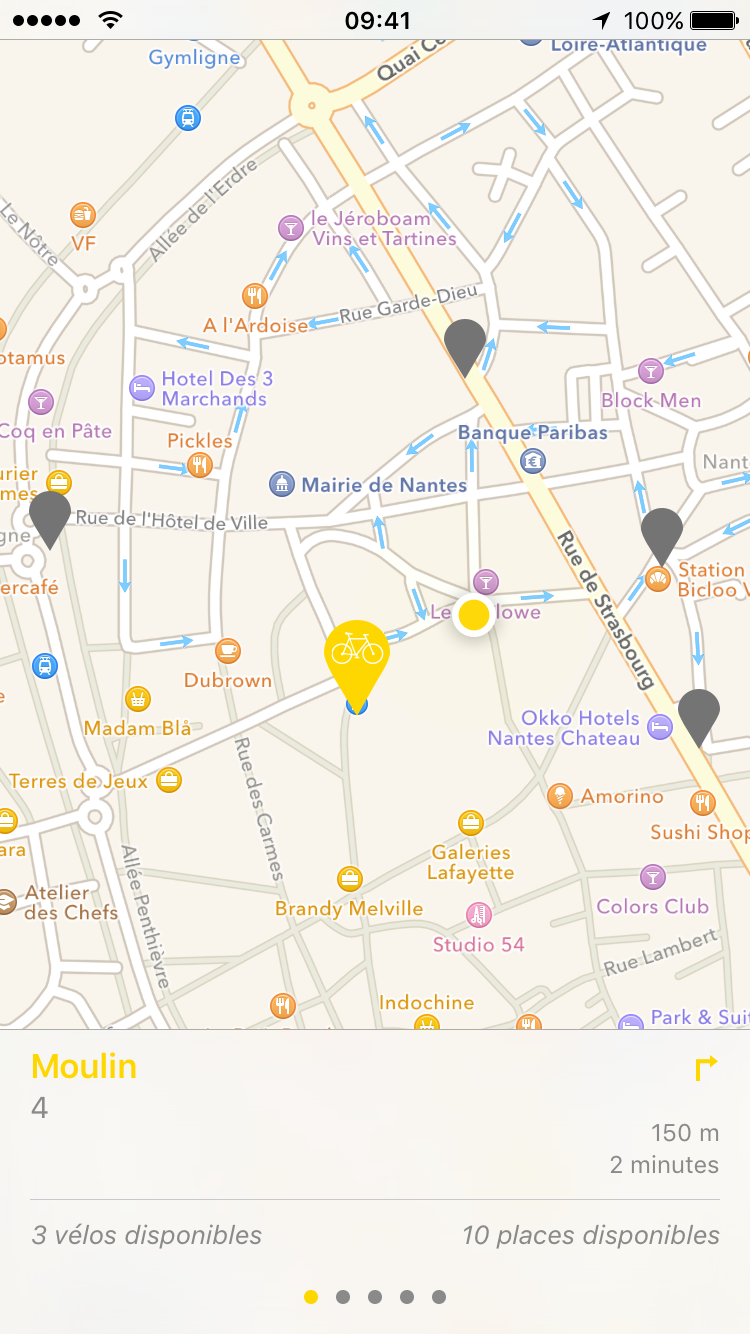 09:41
100%
Quai Ce
Loire-Atlantique
Gymligne
Allée de l'Erdre
Le Nôtre
VF
le Jéroboam
Vins et Tartines
Rue Garde-Dieu
A l'Ardoise
otamus
Hotel Des 3
Marchands
Block Men
Coq en Pâte
Pickles
Banque Paribas
Nant
urier
mes
Mairie de Nantes
Rue de l'Hôtel de Ville
gne
Rue de Strasbourg
Station
Bicloo V
ercafé
Le
lowe
Dubrown
Madam Blå
Okko Hotels
Nantes Chateau
Terres de Jeux
Rue des Carmes
Amorino
Sushi Shop
ara
Galeries
Lafayette
Allée Penthièvre
Atelier
des Chefs
Brandy Melville
Colors Club
Studio 54
Rue Lambert
Indochine
Park & Suit
Moulin
4
150 m
2 minutes
3 vélos disponibles
10 places disponibles